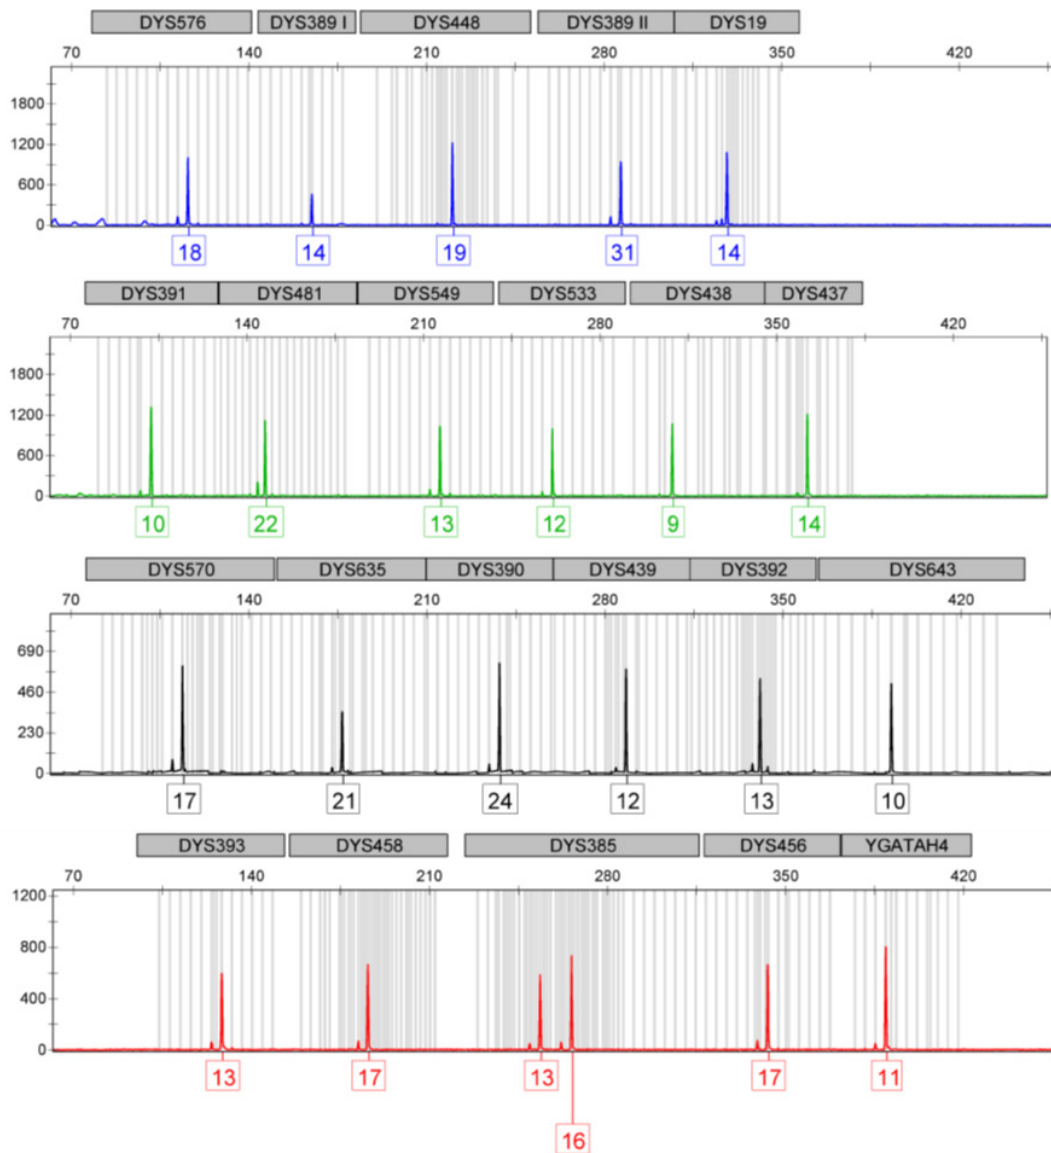 DYS576 DYS389 I DYS448 DYS389 II DYS19
70 140 210 280 350 420
1800
1200
600
0
18 14 19 31 14
DYS391 DYS481 DYS549 DYS533 DYS438 DYS437
70 140 210 280 350 420
1800
1200
600
0
10 22 13 12 9 14
DYS570 DYS635 DYS390 DYS439 DYS392 DYS643
70 140 210 280 350 420
690
460
230
0
17 21 24 12 13 10
DYS393 DYS458 DYS385 DYS456 YGATAH4
70 140 210 280 350 420
1200
800
400
0
13 17 13 17 11
16